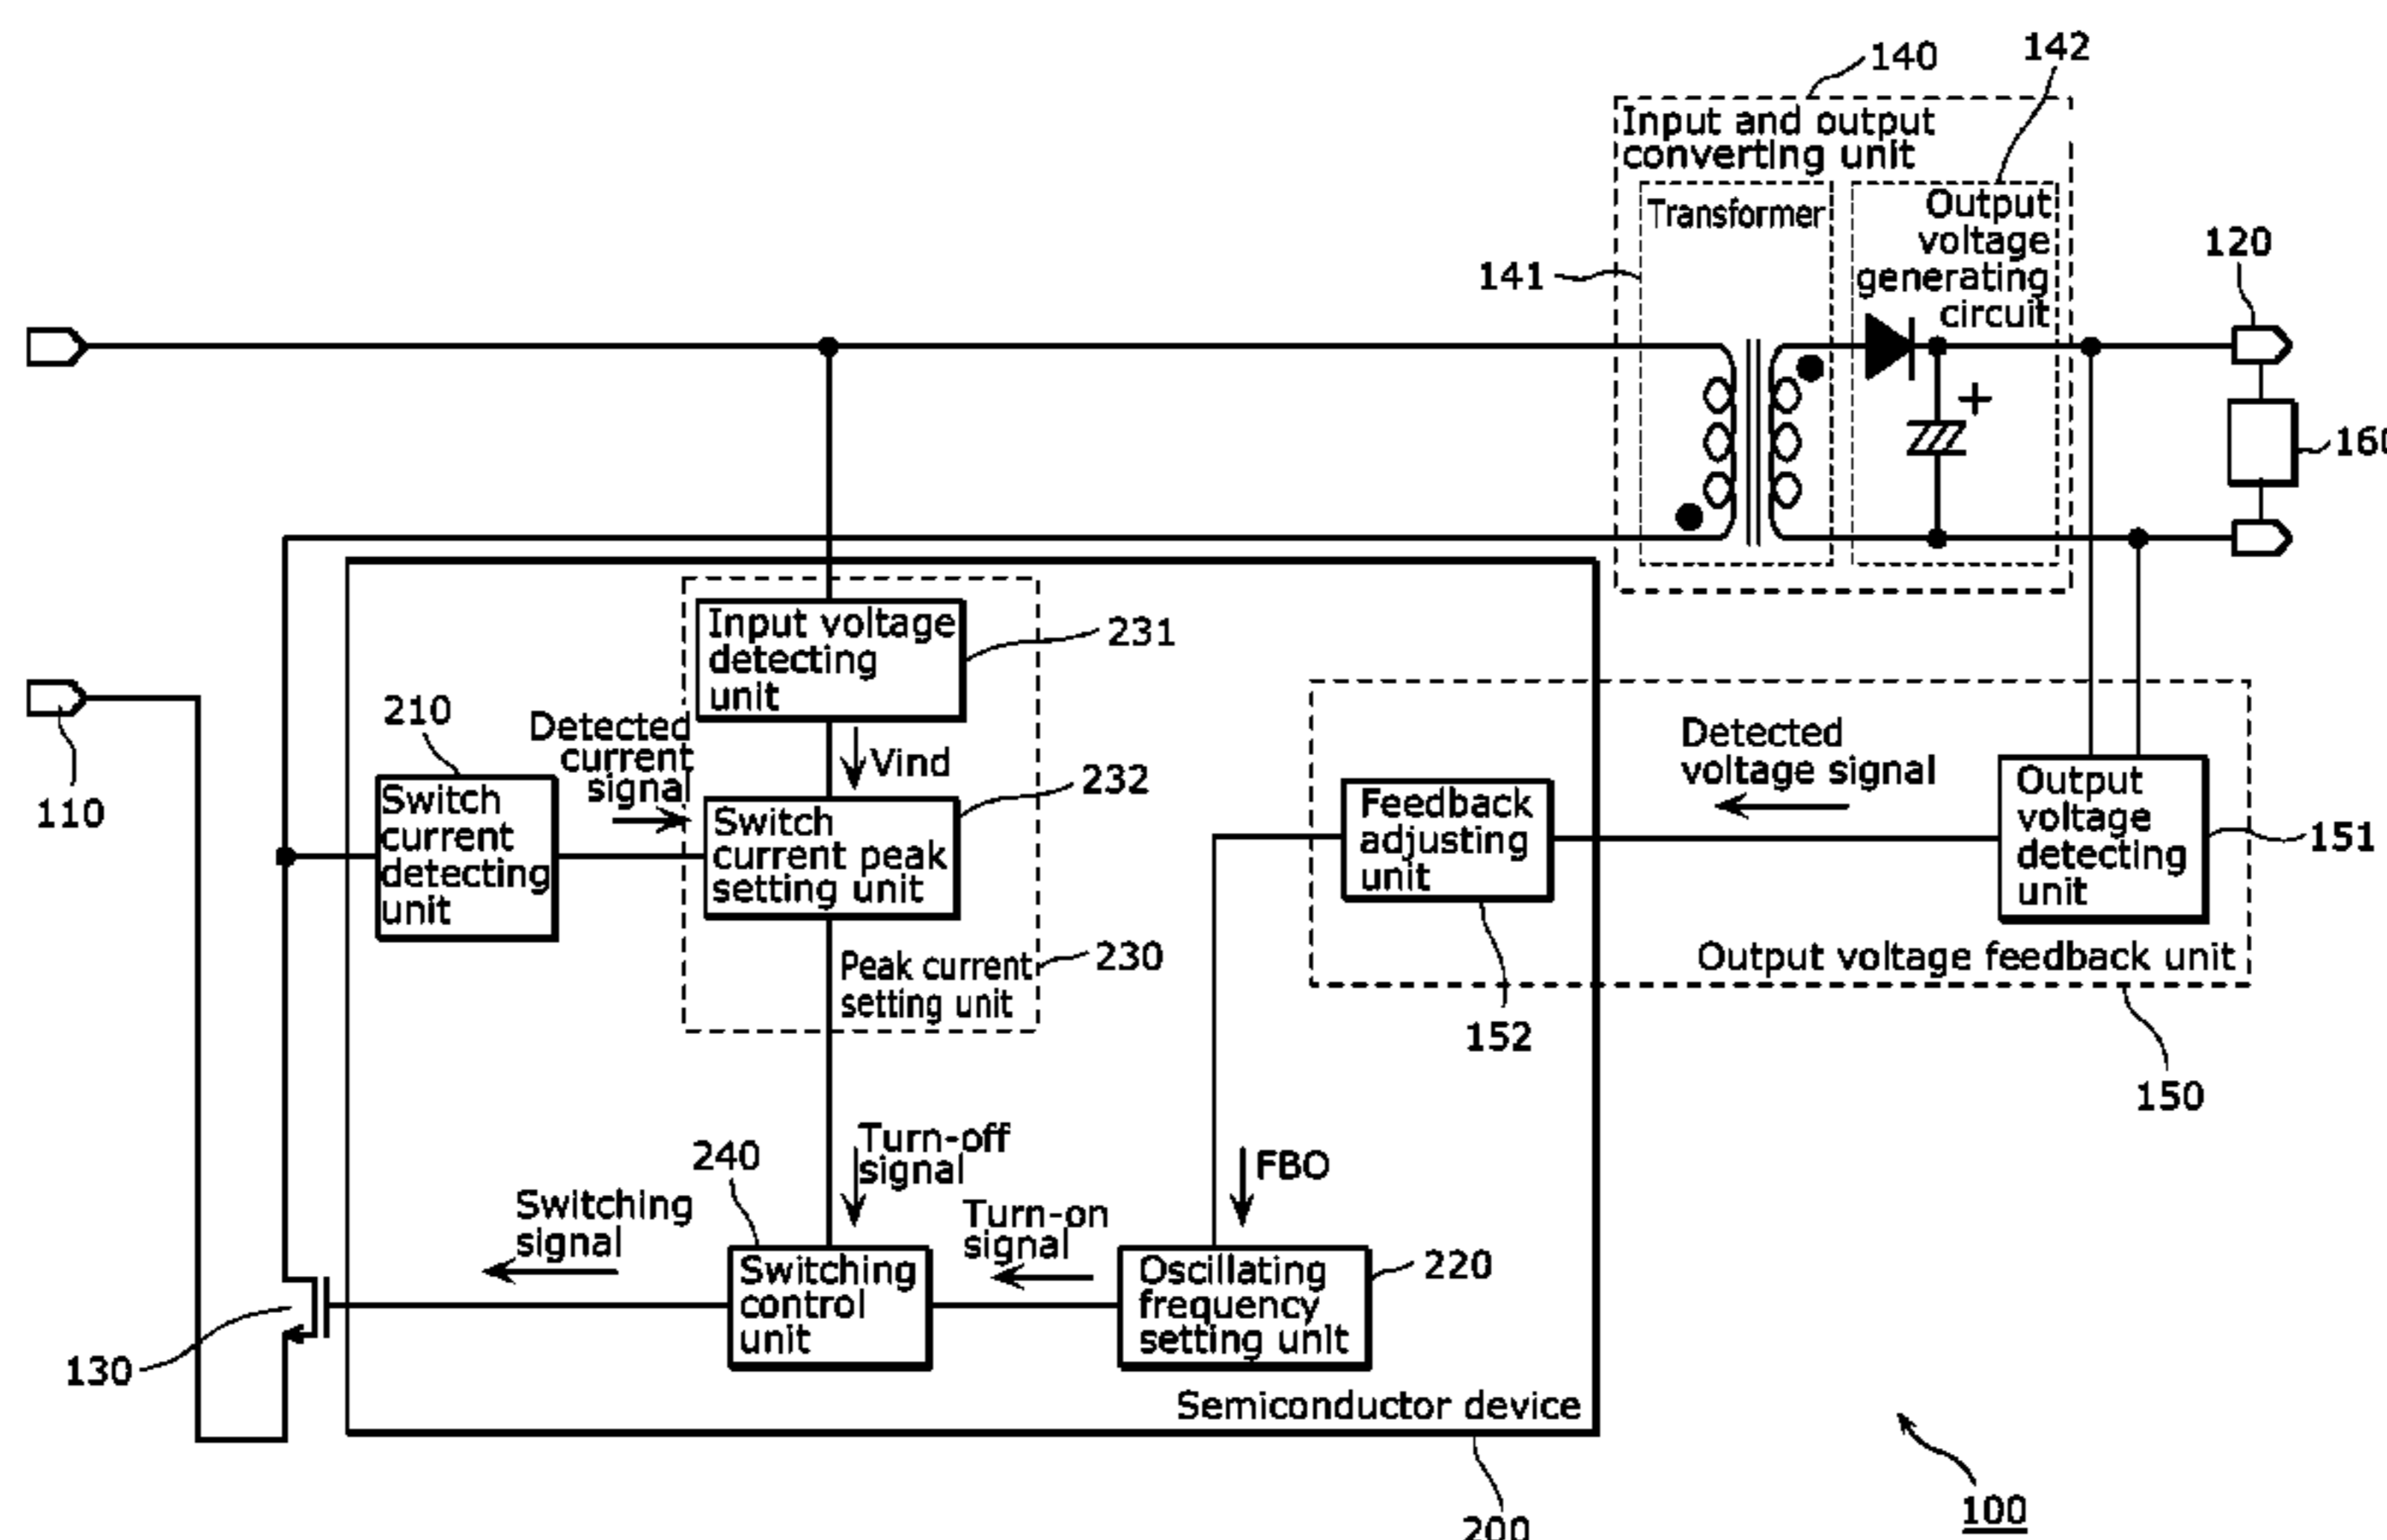 140
142
Input and output
converting unit
Transformer
Output
voltage
generating
circuit
141
120
+
160
Input voltage
detecting
unit
231
210
Detected
current
signal
Vind
232
110
Switch
current
detecting
unit
Switch
current peak
setting unit
Peak current
setting unit
230
Feedback
adjusting
unit
152
Detected
voltage signal
Output
voltage
detecting
unit
151
Output voltage feedback unit
150
240
Turn-off
signal
Switching
signal
Turn-on
signal
FBO
Switching
control
unit
Oscillating
frequency
setting unit
220
130
Semiconductor device
200
100